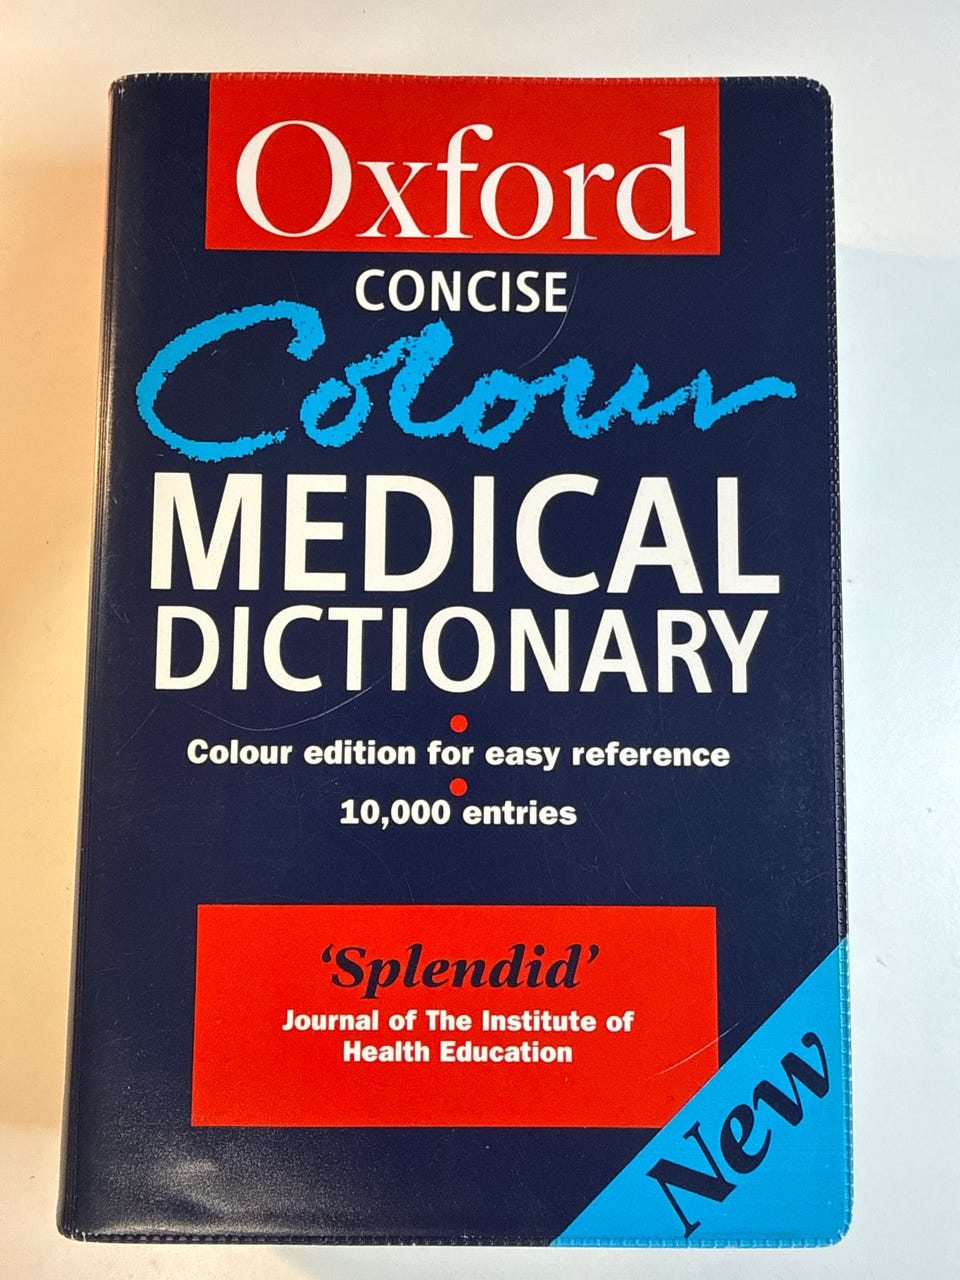 Oxford
CONCISE
Colour
MEDICAL
DICTIONARY
Colour edition for easy reference
10,000 entries
‘Splendid’
Journal of The Institute of
Health Education
New